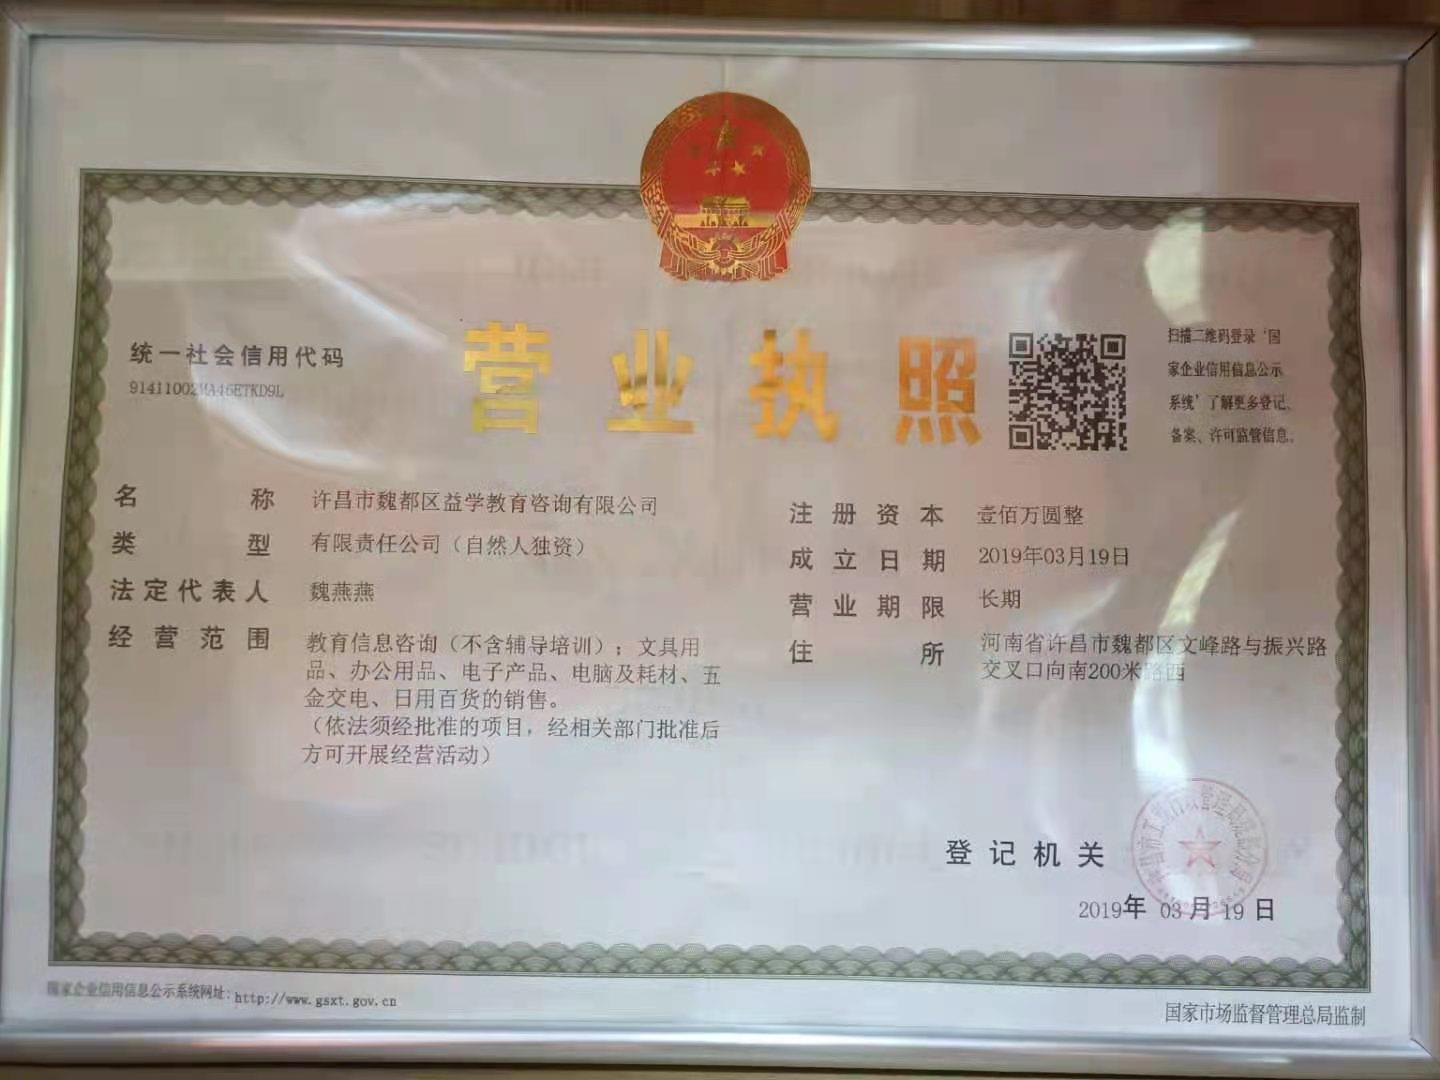 统一社会信用代码
91411002MA46ETKD9L
营业执照
扫描二维码登录‘国
家企业信用信息公示
系统’了解更多登记、
备案、许可监管信息。
名称 许昌市魏都区益学教育咨询有限公司
类型 有限责任公司（自然人独资）
法定代表人 魏燕燕
经营范围 教育信息咨询（不含辅导培训）；文具用
品、办公用品、电子产品、电脑及耗材、五
金交电、日用百货的销售。
（依法须经批准的项目，经相关部门批准后
方可开展经营活动）
注册资本 壹佰万圆整
成立日期 2019年03月19日
营业期限 长期
住所 河南省许昌市魏都区文峰路与振兴路
交叉口向南200米路西
登记机关
2019年 03月 19日
国家企业信用信息公示系统网址：http://www.gsxt.gov.cn
国家市场监督管理总局监制